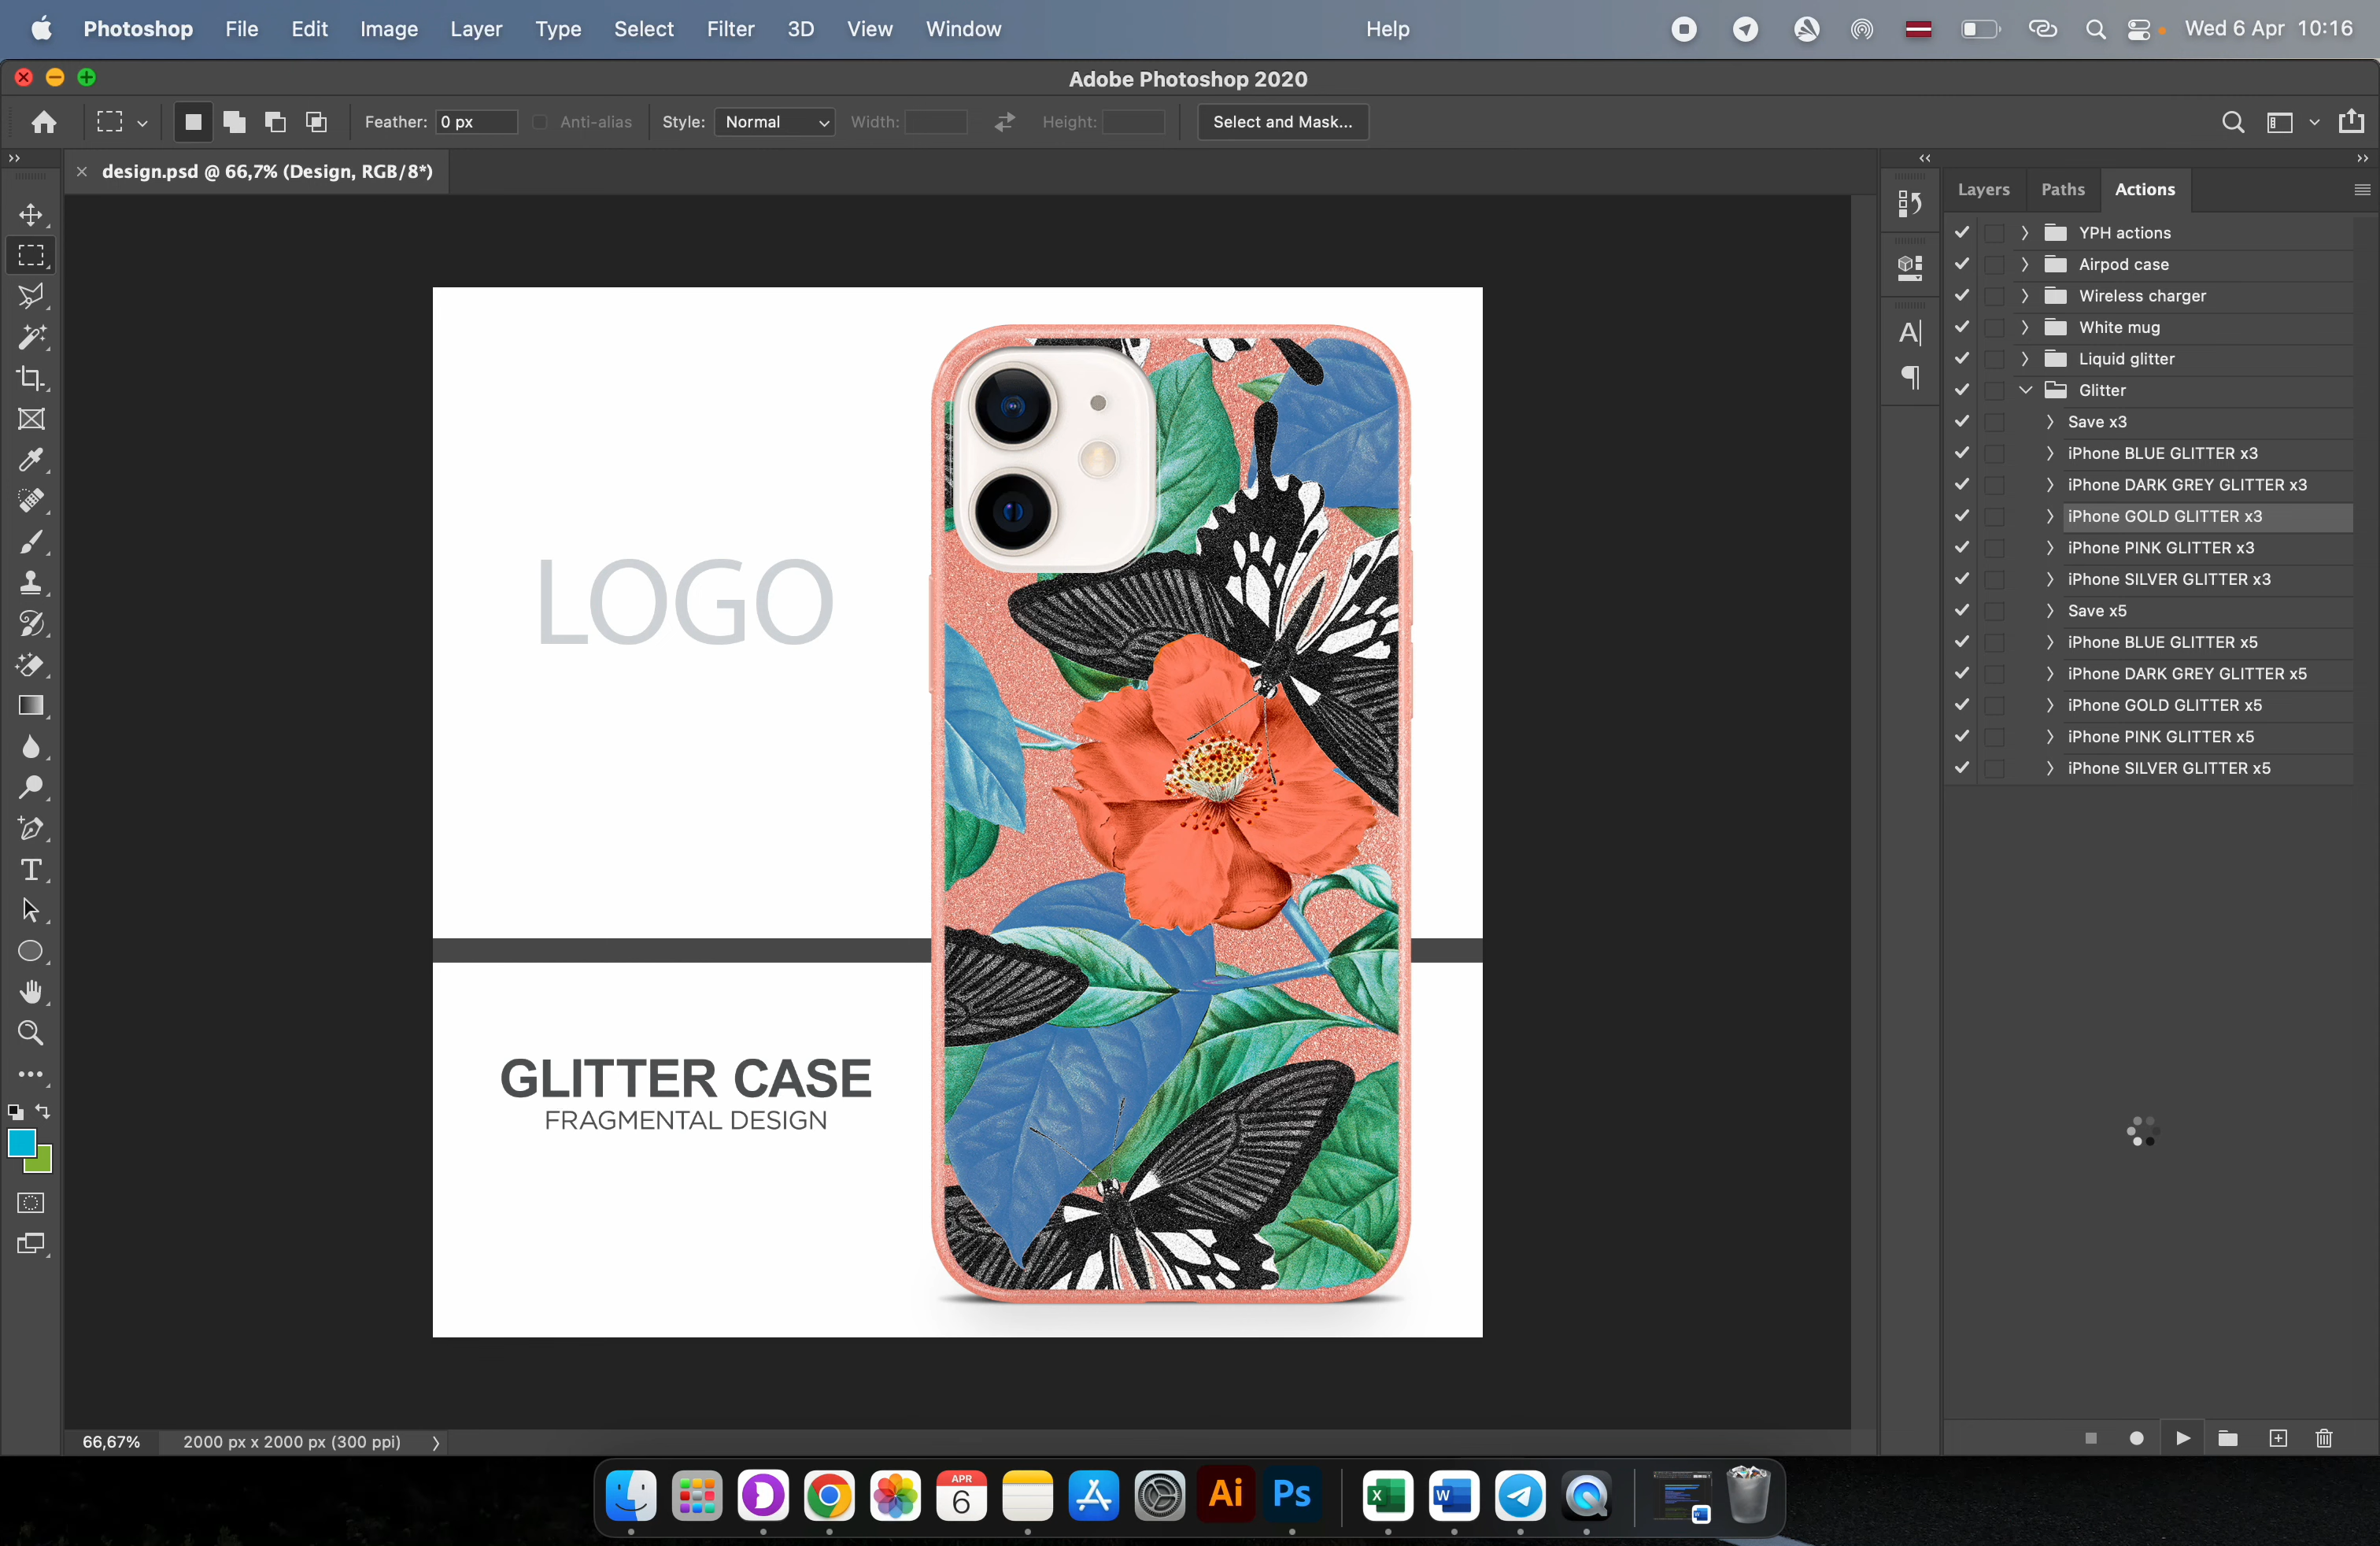 Photoshop File Edit Image Layer Type Select Filter 3D View Window Help Wed 6 Apr 10:16
Adobe Photoshop 2020
Feather: 0 px Anti-alias Style: Normal Width: Height: Select and Mask...
design.psd @ 66,7% (Design, RGB/8*)
Layers Paths Actions
YPH actions
Airpod case
Wireless charger
White mug
Liquid glitter
Glitter
Save x3
iPhone BLUE GLITTER x3
iPhone DARK GREY GLITTER x3
iPhone GOLD GLITTER x3
iPhone PINK GLITTER x3
iPhone SILVER GLITTER x3
Save x5
iPhone BLUE GLITTER x5
iPhone DARK GREY GLITTER x5
iPhone GOLD GLITTER x5
iPhone PINK GLITTER x5
iPhone SILVER GLITTER x5
LOGO
GLITTER CASE
FRAGMENTAL DESIGN
66,67% 2000 px x 2000 px (300 ppi)
APR
6
Ai
Ps
X
W